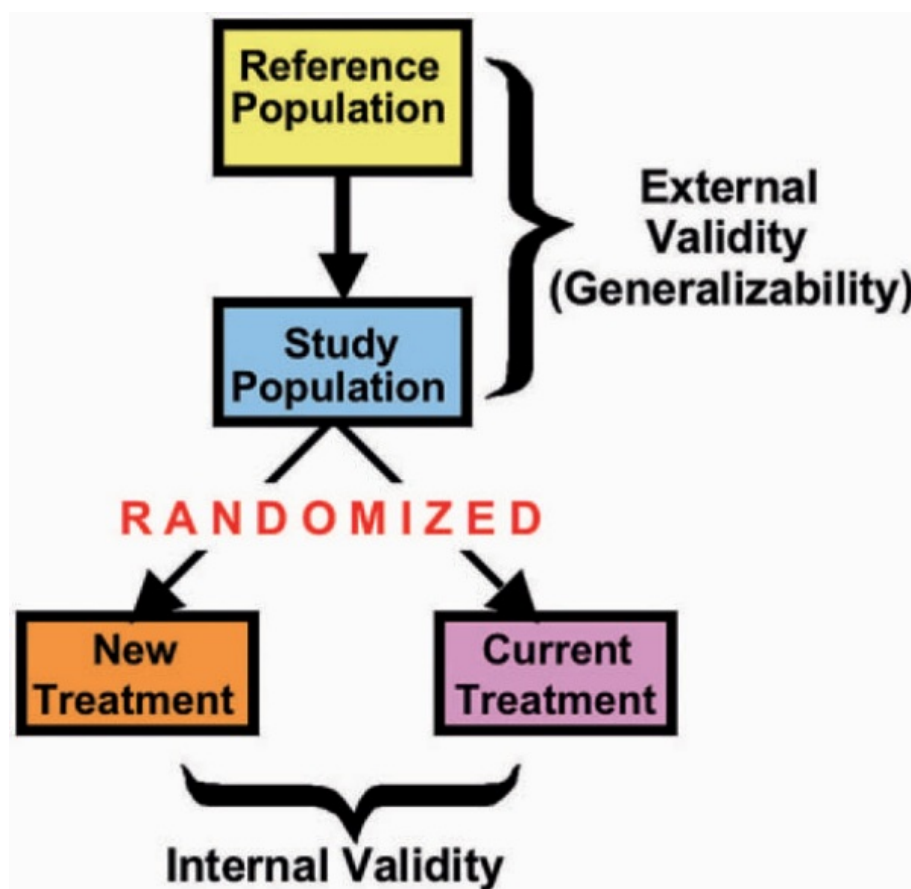 Reference
Population
External
Validity
(Generalizability)
Study
Population
RANDOMIZED
New
Treatment
Current
Treatment
Internal Validity